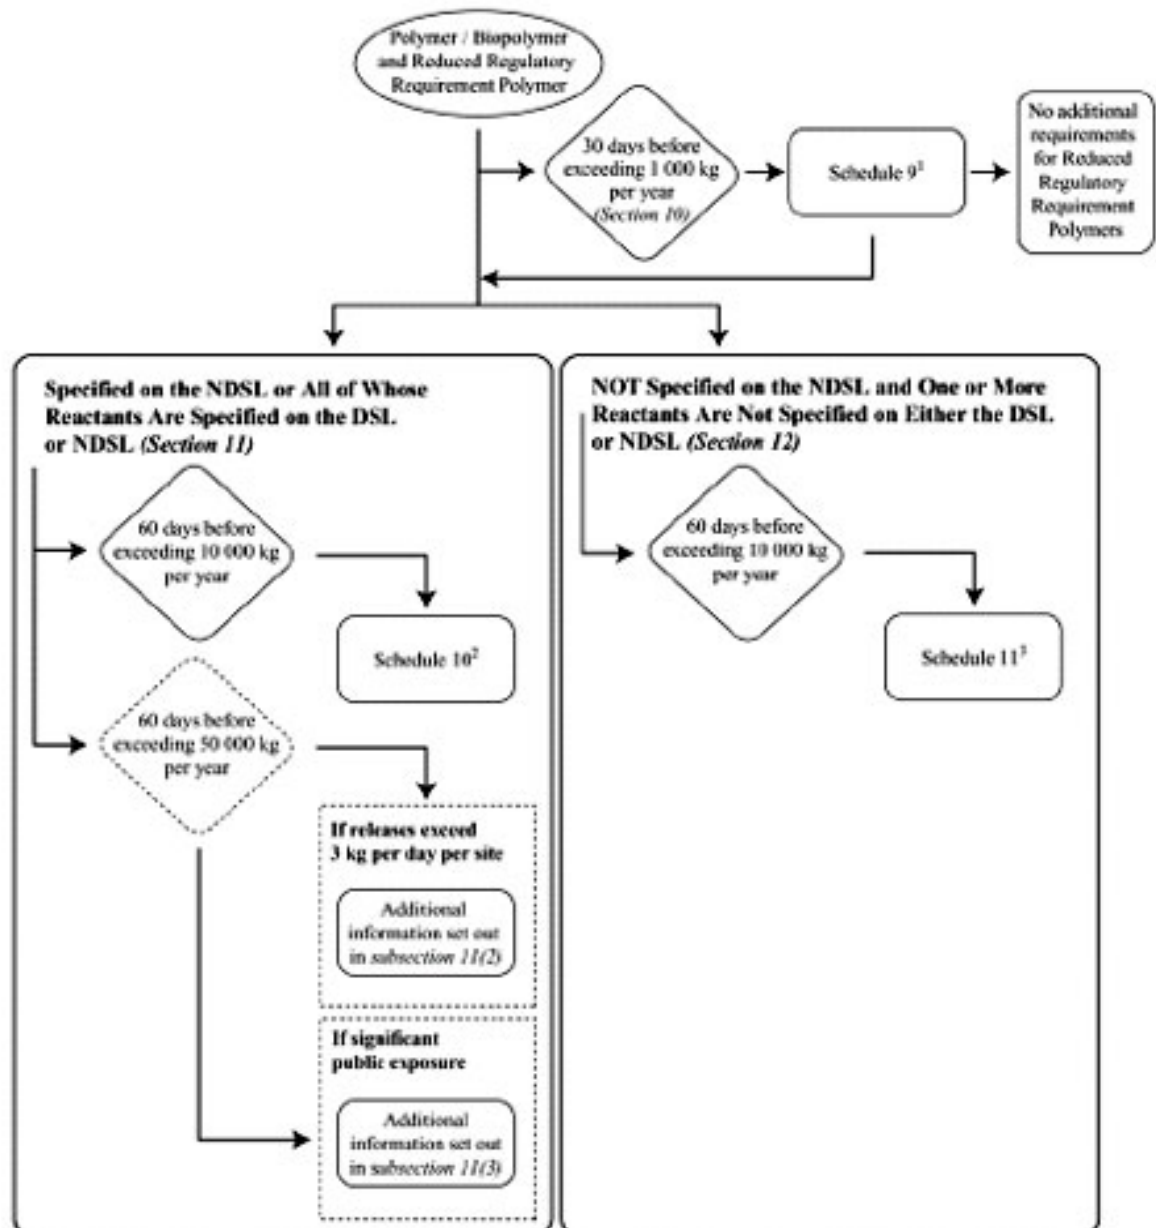 Polymer / Biopolymer
and Reduced Regulatory
Requirement Polymer
30 days before
exceeding 1 000 kg
per year
(Section 10)
Schedule 9¹
No additional
requirements
for Reduced
Regulatory
Requirement
Polymers
Specified on the NDSL or All of Whose
Reactants Are Specified on the DSL
or NDSL (Section 11)
60 days before
exceeding 10 000 kg
per year
Schedule 10²
60 days before
exceeding 50 000 kg
per year
If releases exceed
3 kg per day per site
Additional
information set out
in subsection 11(2)
If significant
public exposure
Additional
information set out
in subsection 11(3)
NOT Specified on the NDSL and One or More
Reactants Are Not Specified on Either the DSL
or NDSL (Section 12)
60 days before
exceeding 10 000 kg
per year
Schedule 11³